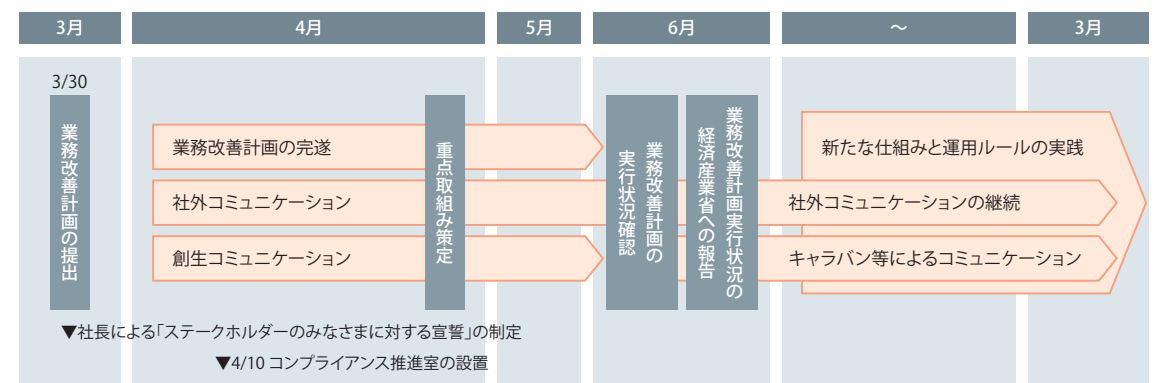 3月
4月
5月
6月
～
3月
3/30
業務改善計画の提出
業務改善計画の完遂
社外コミュニケーション
創生コミュニケーション
重点取組み策定
業務改善計画の
実行状況確認
業務改善計画実行状況の
経済産業省への報告
新たな仕組みと運用ルールの実践
社外コミュニケーションの継続
キャラバン等によるコミュニケーション
▼社長による「ステークホルダーのみなさまに対する宣誓」の制定
▼4/10 コンプライアンス推進室の設置